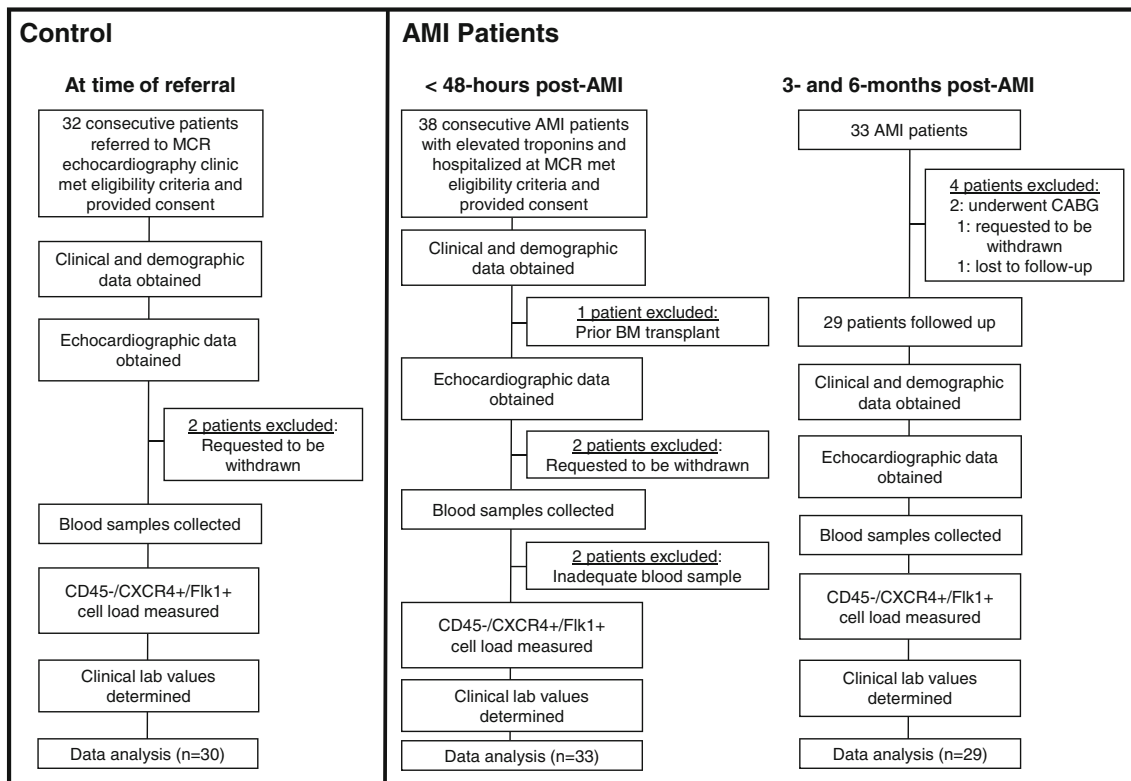 Control
At time of referral
32 consecutive patients
referred to MCR
echocardiography clinic
met eligibility criteria and
provided consent
Clinical and demographic
data obtained
Echocardiographic data
obtained
2 patients excluded:
Requested to be
withdrawn
Blood samples collected
CD45-/CXCR4+/Flk1+
cell load measured
Clinical lab values
determined
Data analysis (n=30)
AMI Patients
< 48-hours post-AMI
38 consecutive AMI patients
with elevated troponins and
hospitalized at MCR met
eligibility criteria and
provided consent
Clinical and demographic
data obtained
1 patient excluded:
Prior BM transplant
Echocardiographic data
obtained
2 patients excluded:
Requested to be withdrawn
Blood samples collected
2 patients excluded:
Inadequate blood sample
CD45-/CXCR4+/Flk1+
cell load measured
Clinical lab values
determined
Data analysis (n=33)
3- and 6-months post-AMI
33 AMI patients
4 patients excluded:
2: underwent CABG
1: requested to be
withdrawn
1: lost to follow-up
29 patients followed up
Clinical and demographic
data obtained
Echocardiographic data
obtained
Blood samples collected
CD45-/CXCR4+/Flk1+
cell load measured
Clinical lab values
determined
Data analysis (n=29)